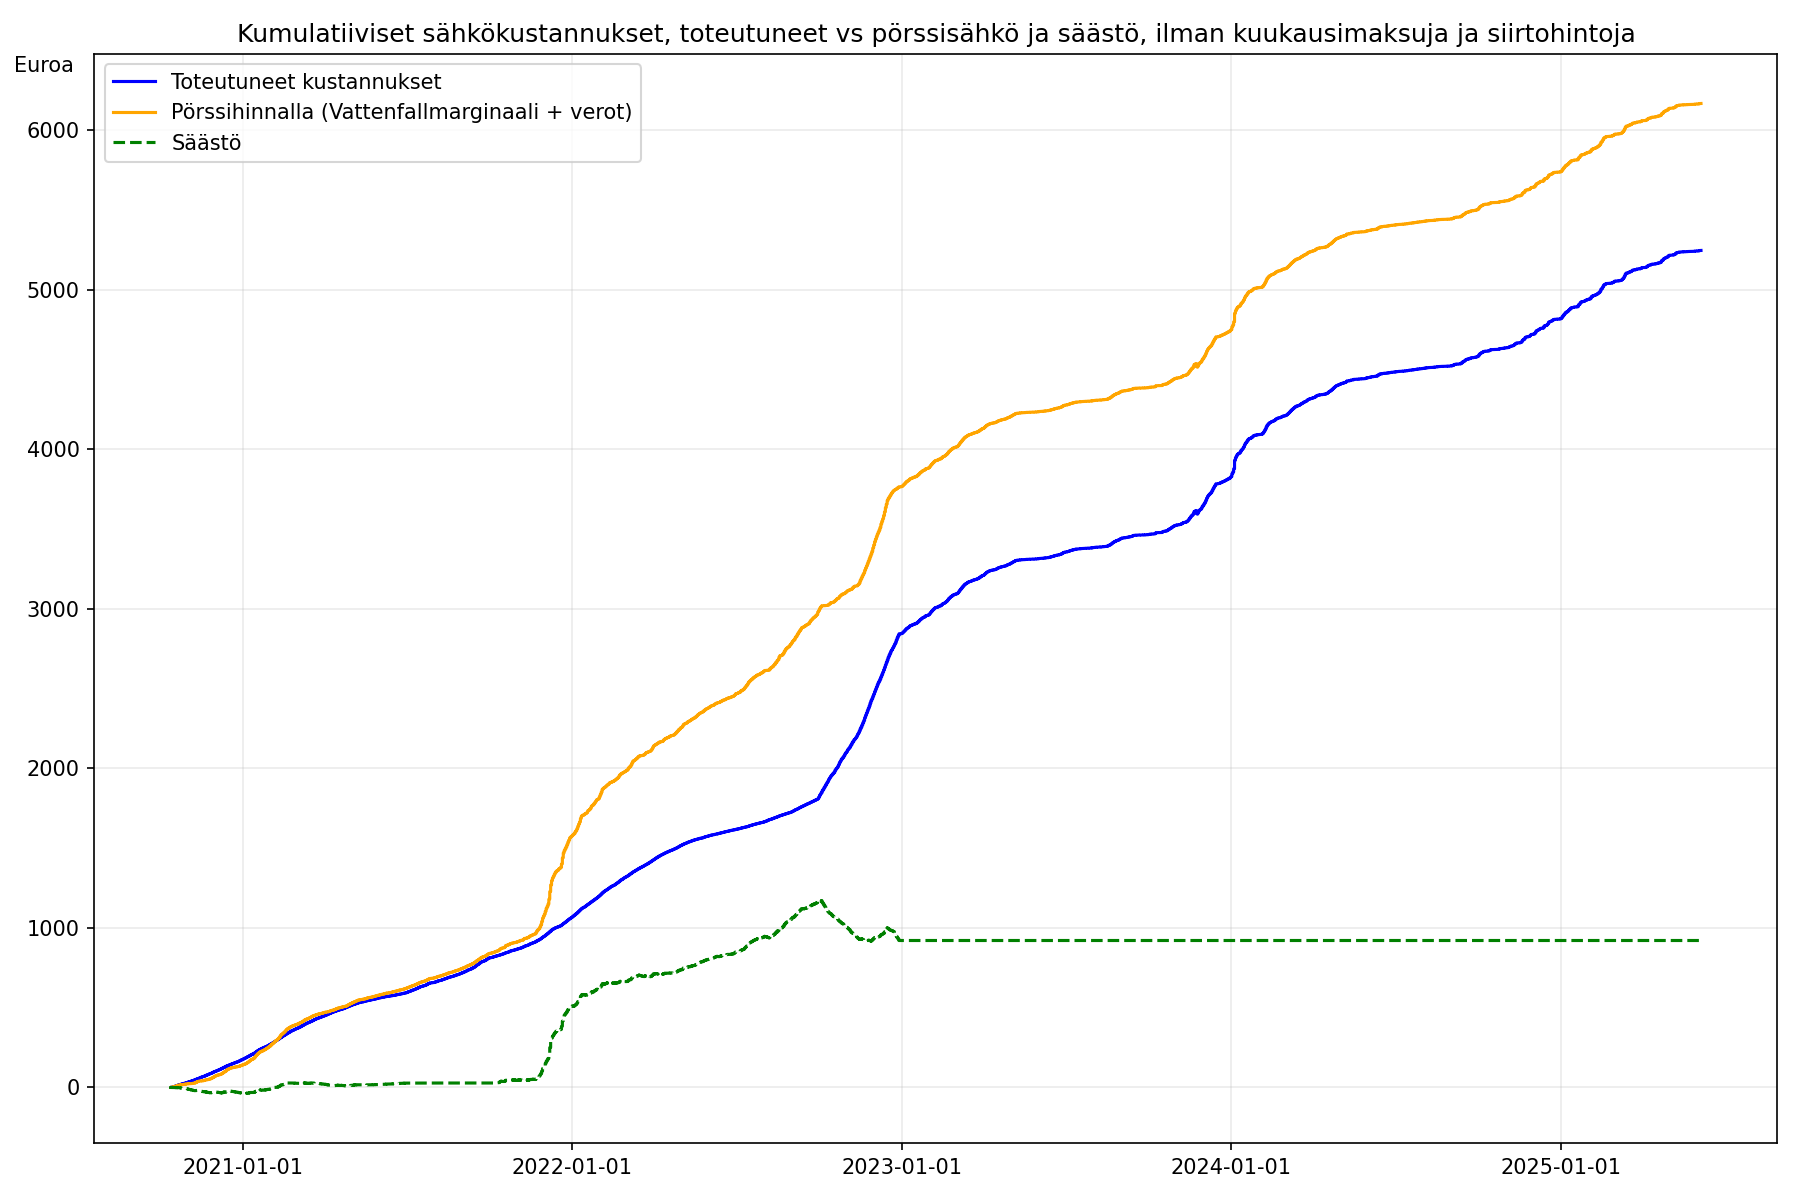 Kumulatiiviset sähkökustannukset, toteutuneet vs pörssisähkö ja säästö, ilman kuukausimaksuja ja siirtohintoja
Euroa
Toteutuneet kustannukset
Pörssihinnalla (Vattenfallmarginaali + verot)
Säästö
6000
5000
4000
3000
2000
1000
0
2021-01-01
2022-01-01
2023-01-01
2024-01-01
2025-01-01